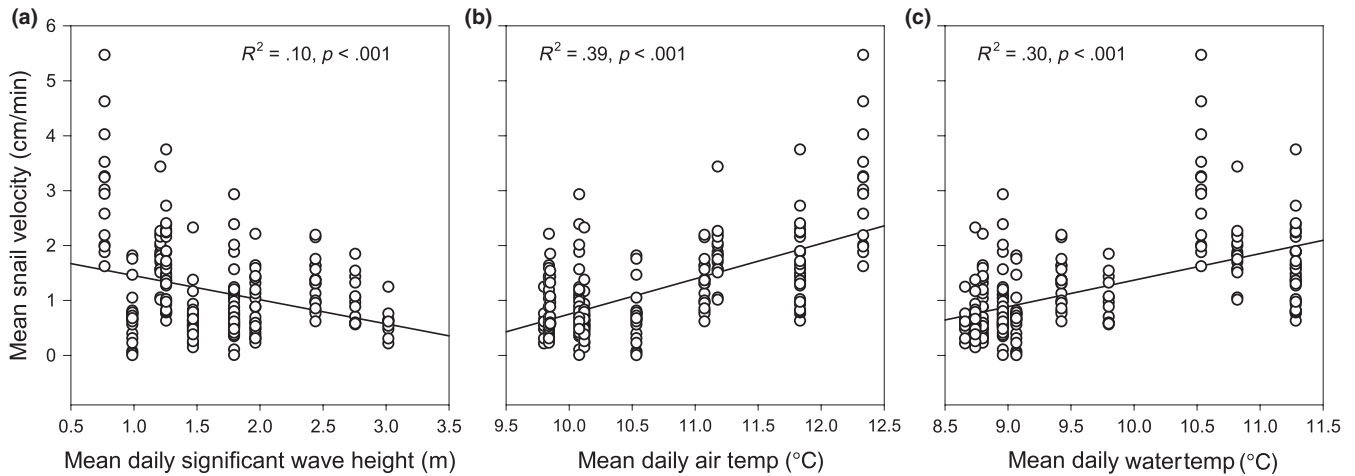 (a)
R² = .10, p < .001
Mean snail velocity (cm/min)
6
5
4
3
2
1
0
0.5 1.0 1.5 2.0 2.5 3.0 3.5
Mean daily significant wave height (m)
(b)
R² = .39, p < .001
9.5 10.0 10.5 11.0 11.5 12.0 12.5
Mean daily air temp (°C)
(c)
R² = .30, p < .001
8.5 9.0 9.5 10.0 10.5 11.0 11.5
Mean daily water temp (°C)